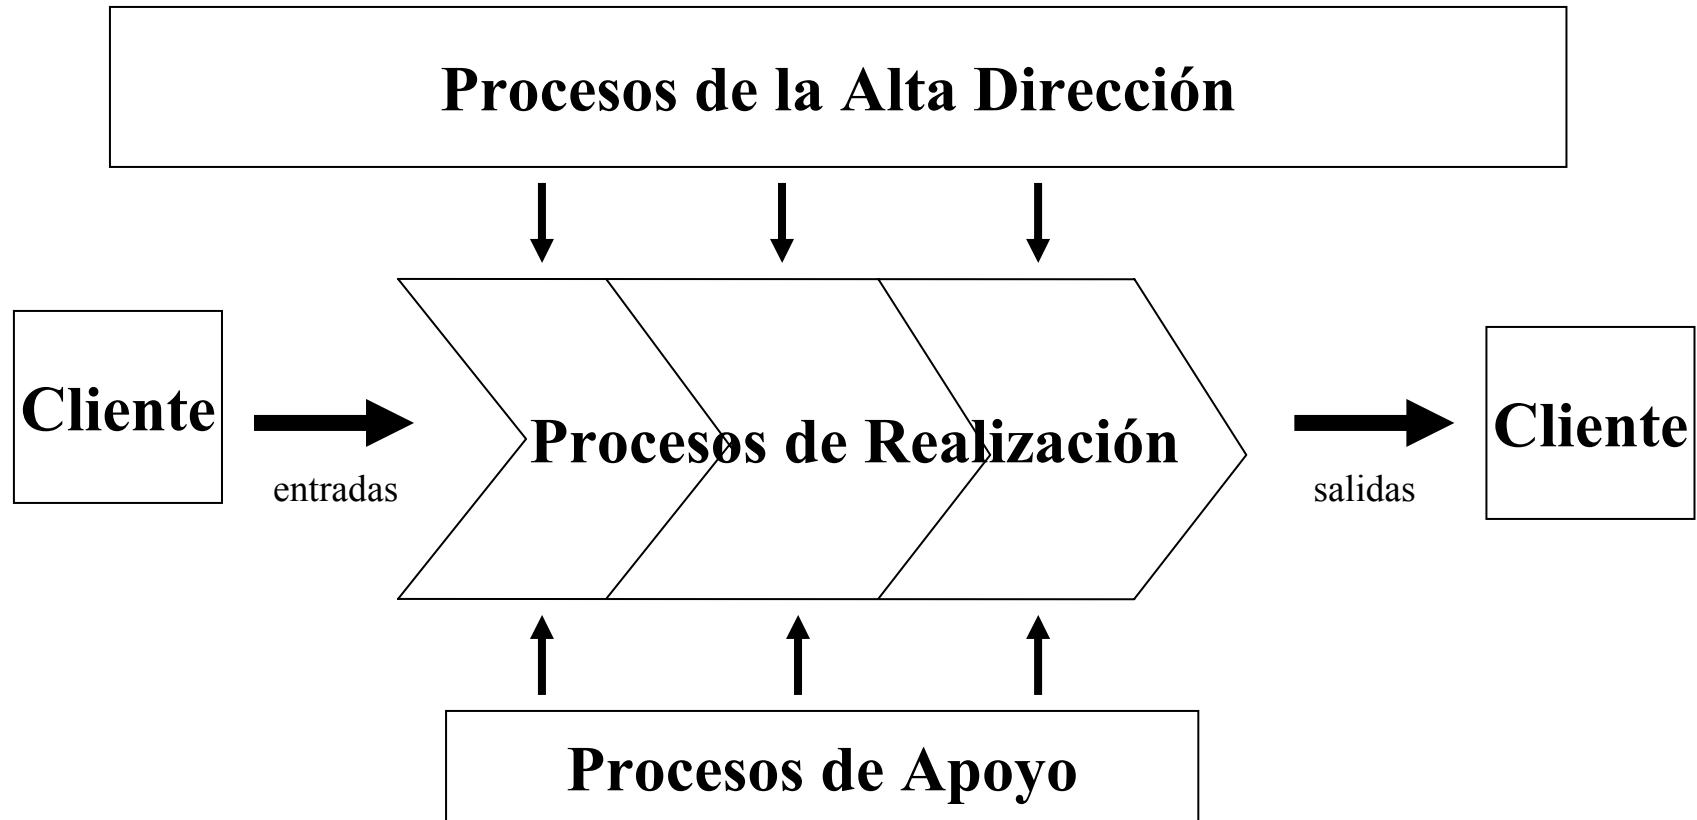 Procesos de la Alta Dirección
Cliente
entradas
Procesos de Realización
salidas
Cliente
Procesos de Apoyo